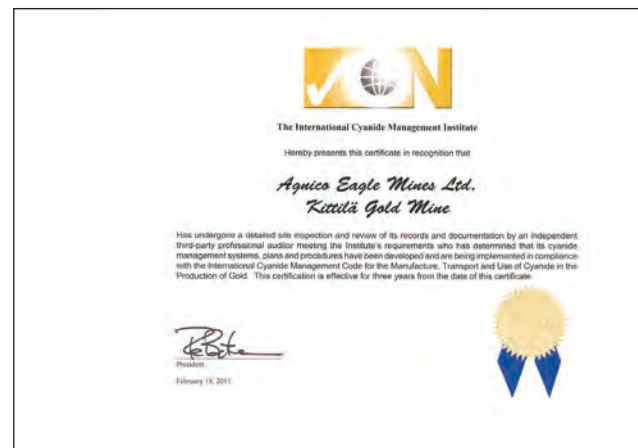 The International Cyanide Management Institute
Hereby presents this certificate in recognition that
Agnico Eagle Mines Ltd.
Kittilä Gold Mine
Has undergone a detailed site inspection and review of its records and documentation by an independent
third-party professional auditor meeting the Institute's requirements who has determined that its cyanide
management systems, plans and procedures have been developed and are being implemented in compliance
with the International Cyanide Management Code for the Manufacture, Transport and Use of Cyanide in the
Production of Gold. This certification is effective for three years from the date of this certificate.
President
February 18, 2015